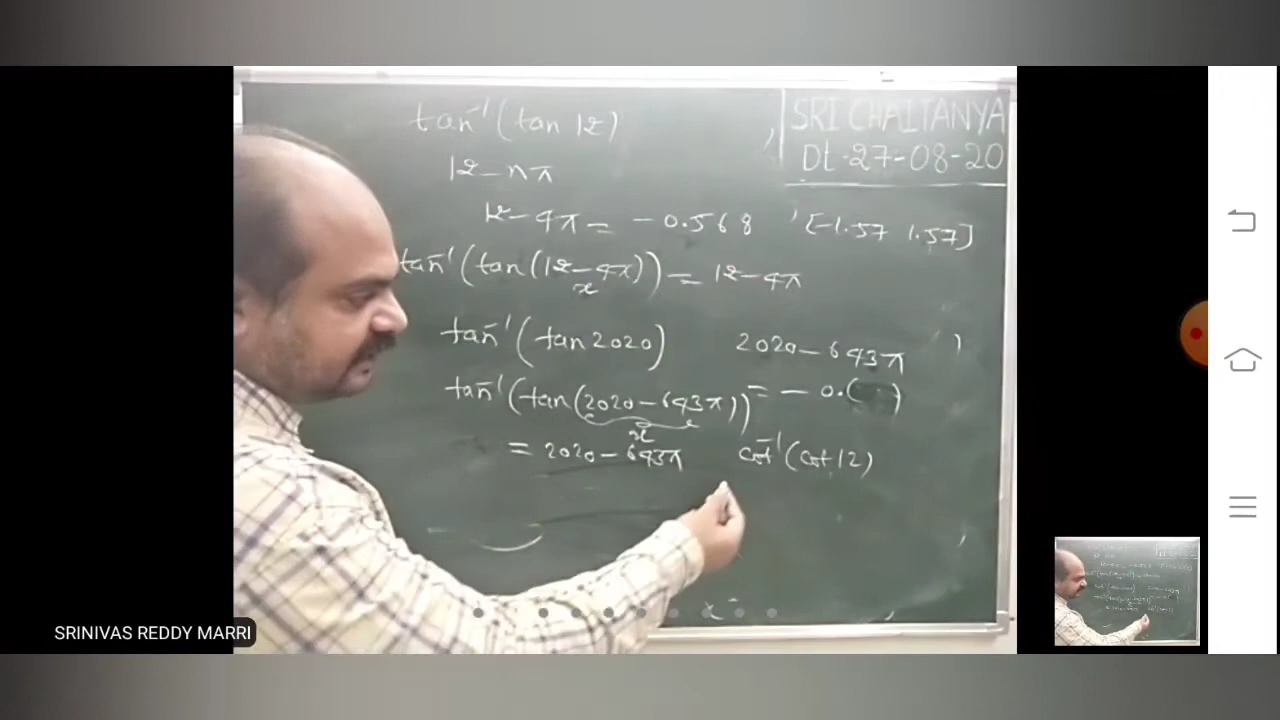 tan⁻¹(tan 12)
SRI CHAITANYA
Dt-27-08-20
12-nπ
12-4π = -0.568 [-1.57 1.57]
tan⁻¹(tan(12-4π)) = 12-4π
x
tan⁻¹(tan2020) 2020-643π
tan⁻¹(tan(2020-643π)) = -0.( )
x
= 2020-643π cot⁻¹(cot 12)
SRINIVAS REDDY MARRI